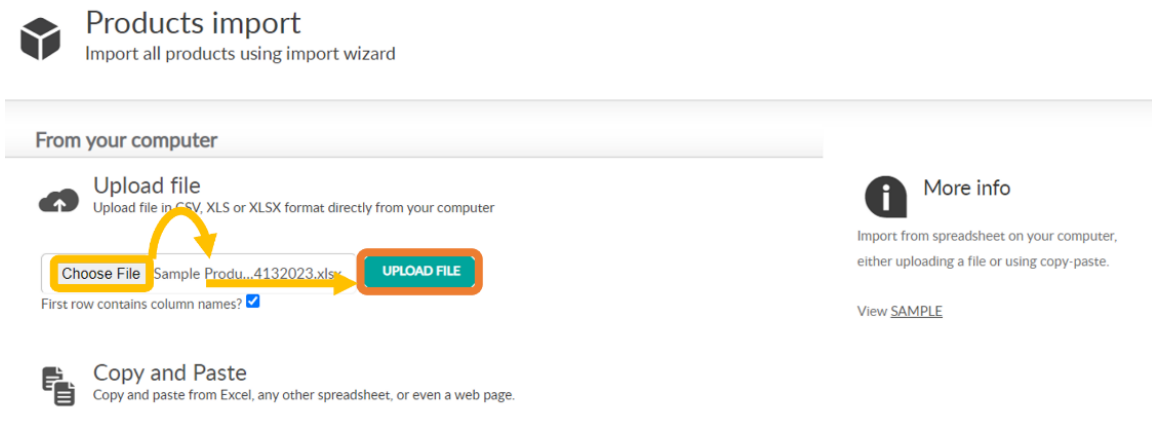 Products import
Import all products using import wizard
From your computer
Upload file
Upload file in CSV, XLS or XLSX format directly from your computer
Choose File Sample Produ...4132023.xlsx UPLOAD FILE
First row contains column names?
More info
Import from spreadsheet on your computer,
either uploading a file or using copy-paste.
View SAMPLE
Copy and Paste
Copy and paste from Excel, any other spreadsheet, or even a web page.